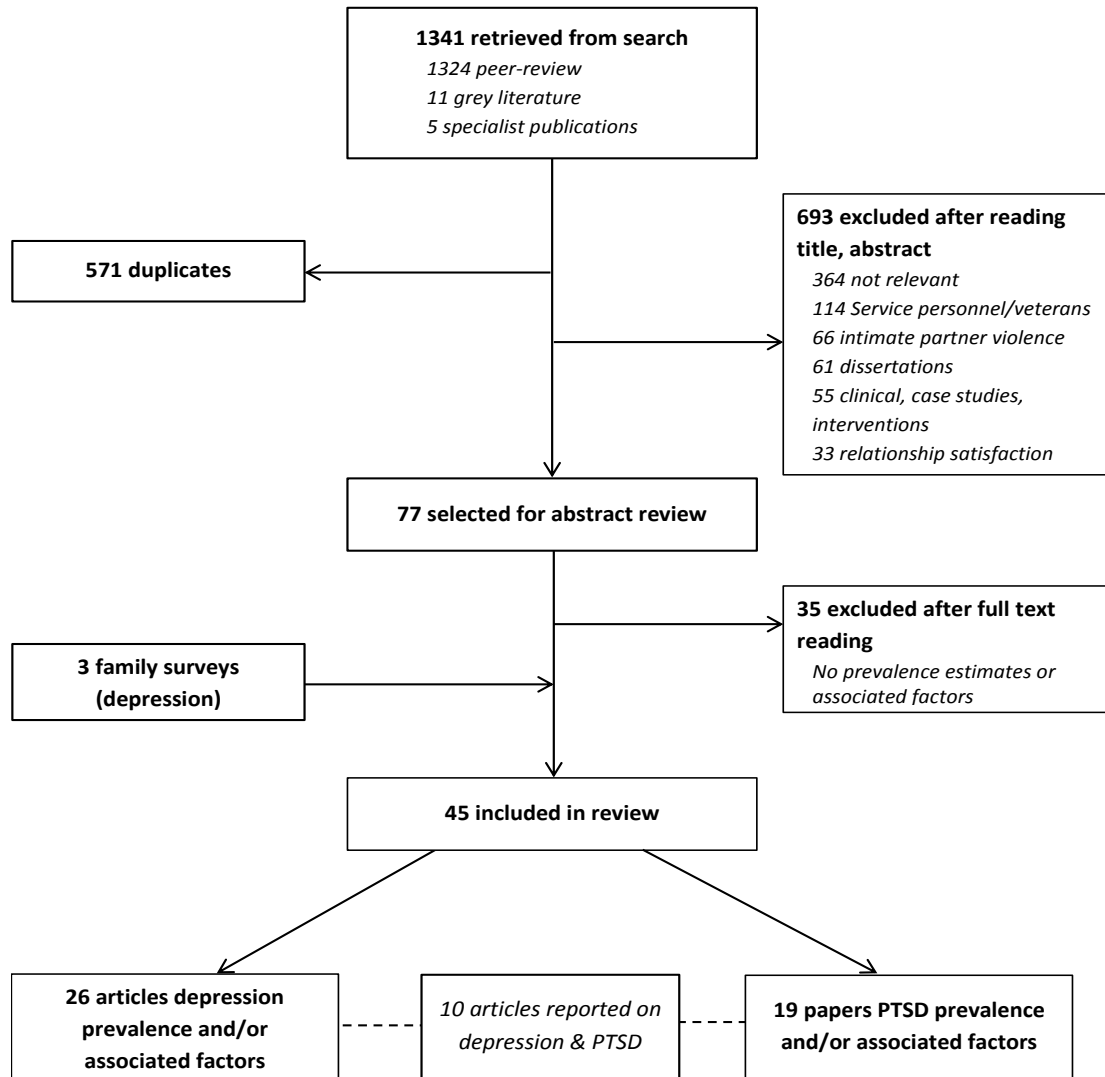 1341 retrieved from search
1324 peer-review
11 grey literature
5 specialist publications
693 excluded after reading
title, abstract
364 not relevant
114 Service personnel/veterans
66 intimate partner violence
61 dissertations
55 clinical, case studies,
interventions
33 relationship satisfaction
571 duplicates
77 selected for abstract review
35 excluded after full text
reading
No prevalence estimates or
associated factors
3 family surveys
(depression)
45 included in review
26 articles depression
prevalence and/or
associated factors
10 articles reported on
depression & PTSD
19 papers PTSD prevalence
and/or associated factors